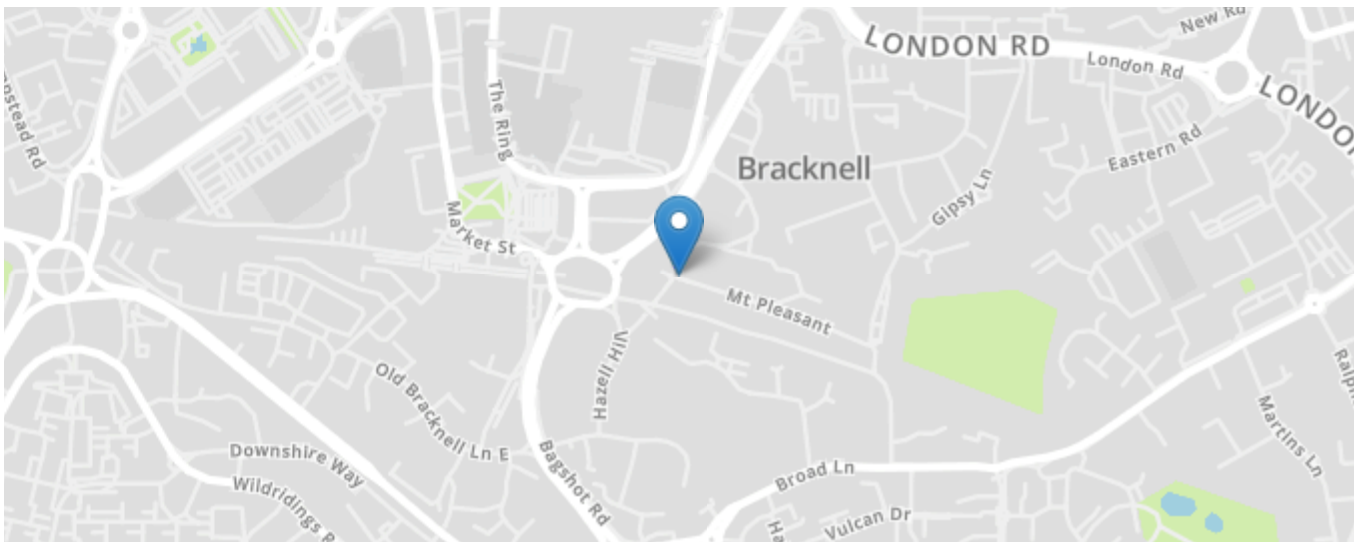 New Rd
LONDON RD
London Rd
LONDO
The Ring
Eastern Rd
Bracknell
Gipsy Ln
Market St
Mt Pleasant
Hazell Hill
Old Bracknell Ln E
Martins Ln
Downshire Way
Bagshot Rd
Broad Ln
Wildridings
Vulcan Dr